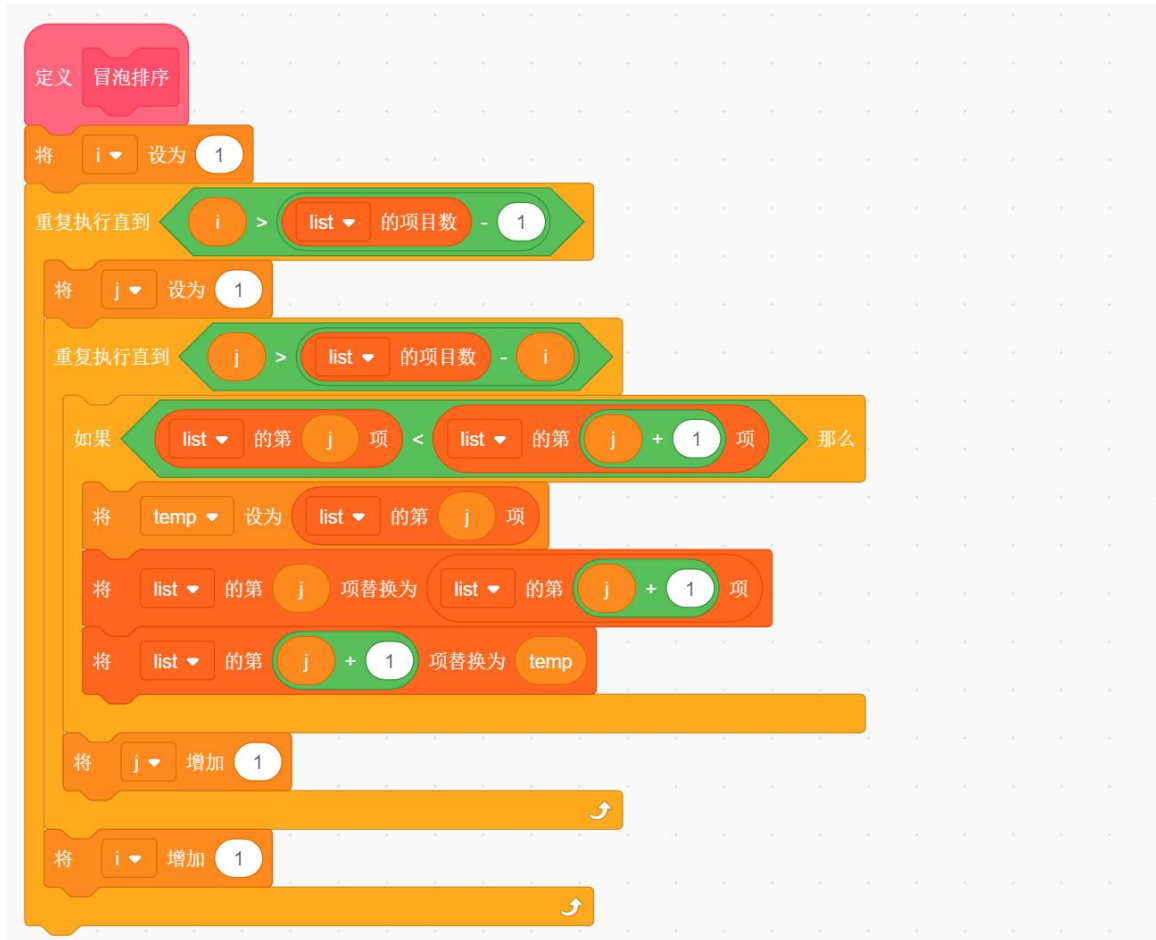 定义 冒泡排序
将 i 设为 1
重复执行直到 i > list 的项目数 - 1
将 j 设为 1
重复执行直到 j > list 的项目数 - i
如果 list 的第 j 项 < list 的第 j + 1 项 那么
将 temp 设为 list 的第 j 项
将 list 的第 j 项替换为 list 的第 j + 1 项
将 list 的第 j + 1 项替换为 temp
将 j 增加 1
将 i 增加 1